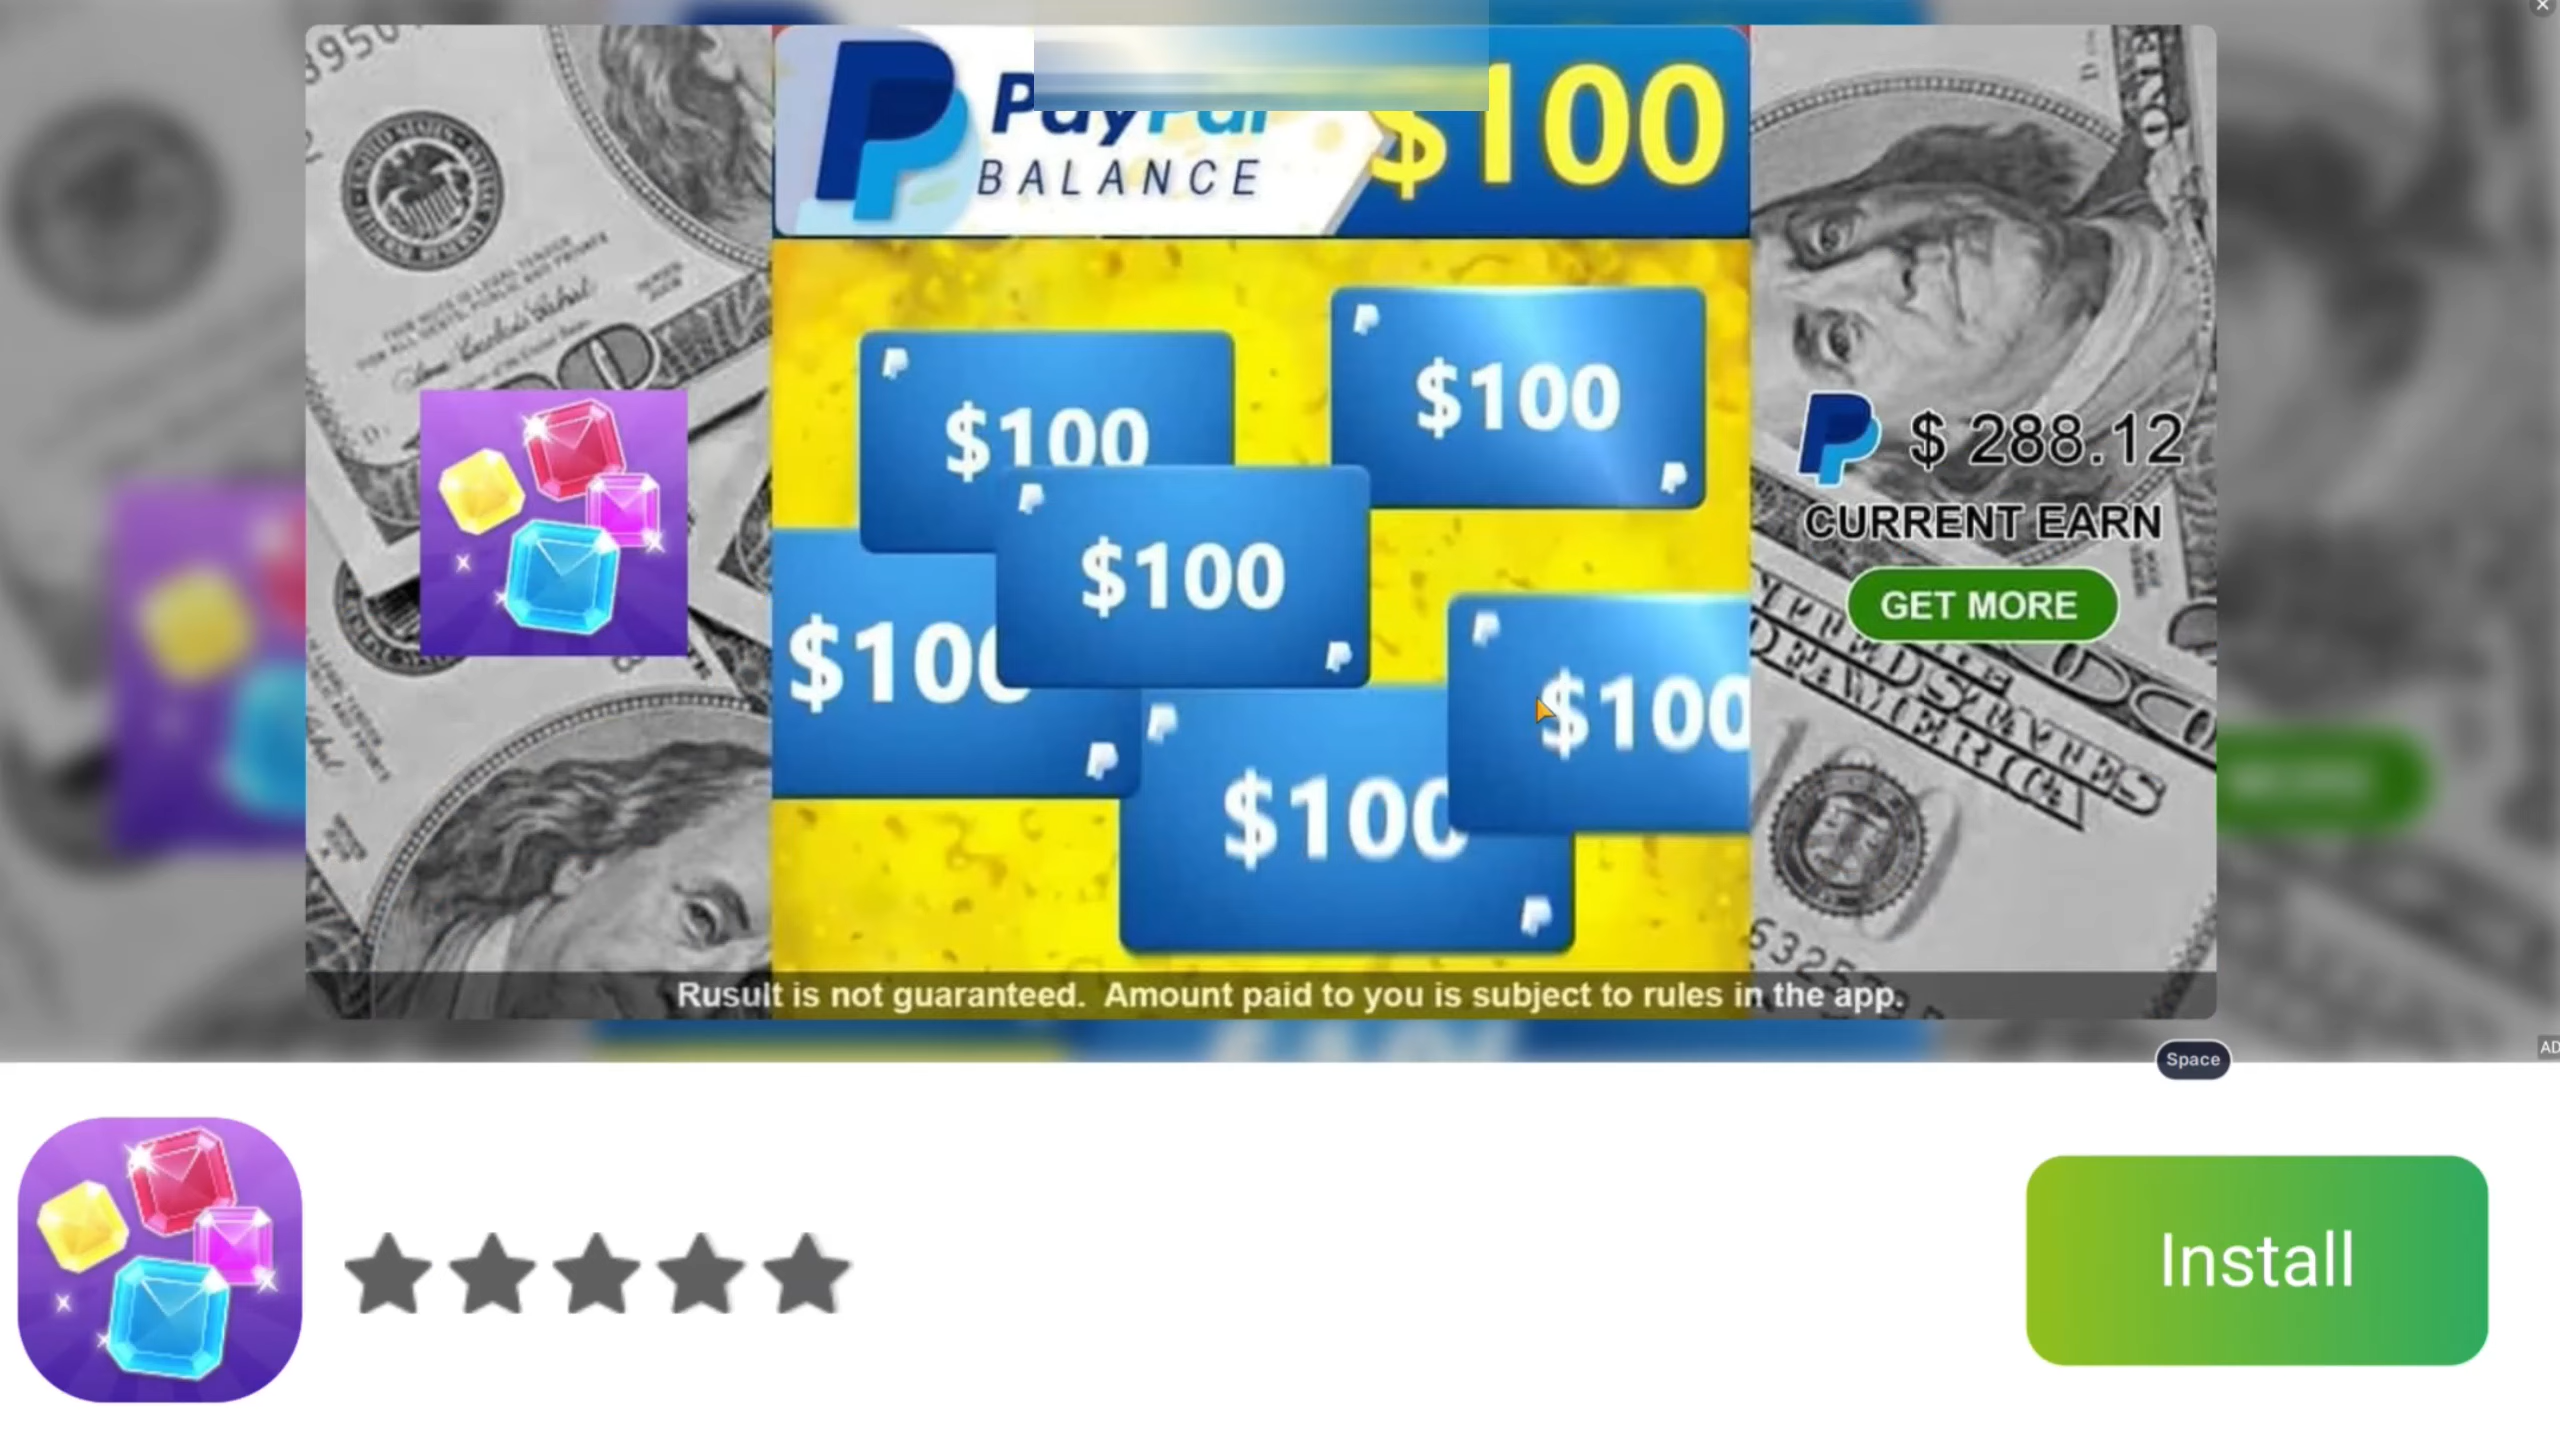 PayPal
BALANCE
$100
$100
$100
$100
$100
$100
$100
$ 288.12
CURRENT EARN
GET MORE
Rusult is not guaranteed. Amount paid to you is subject to rules in the app.
AD
Space
Install